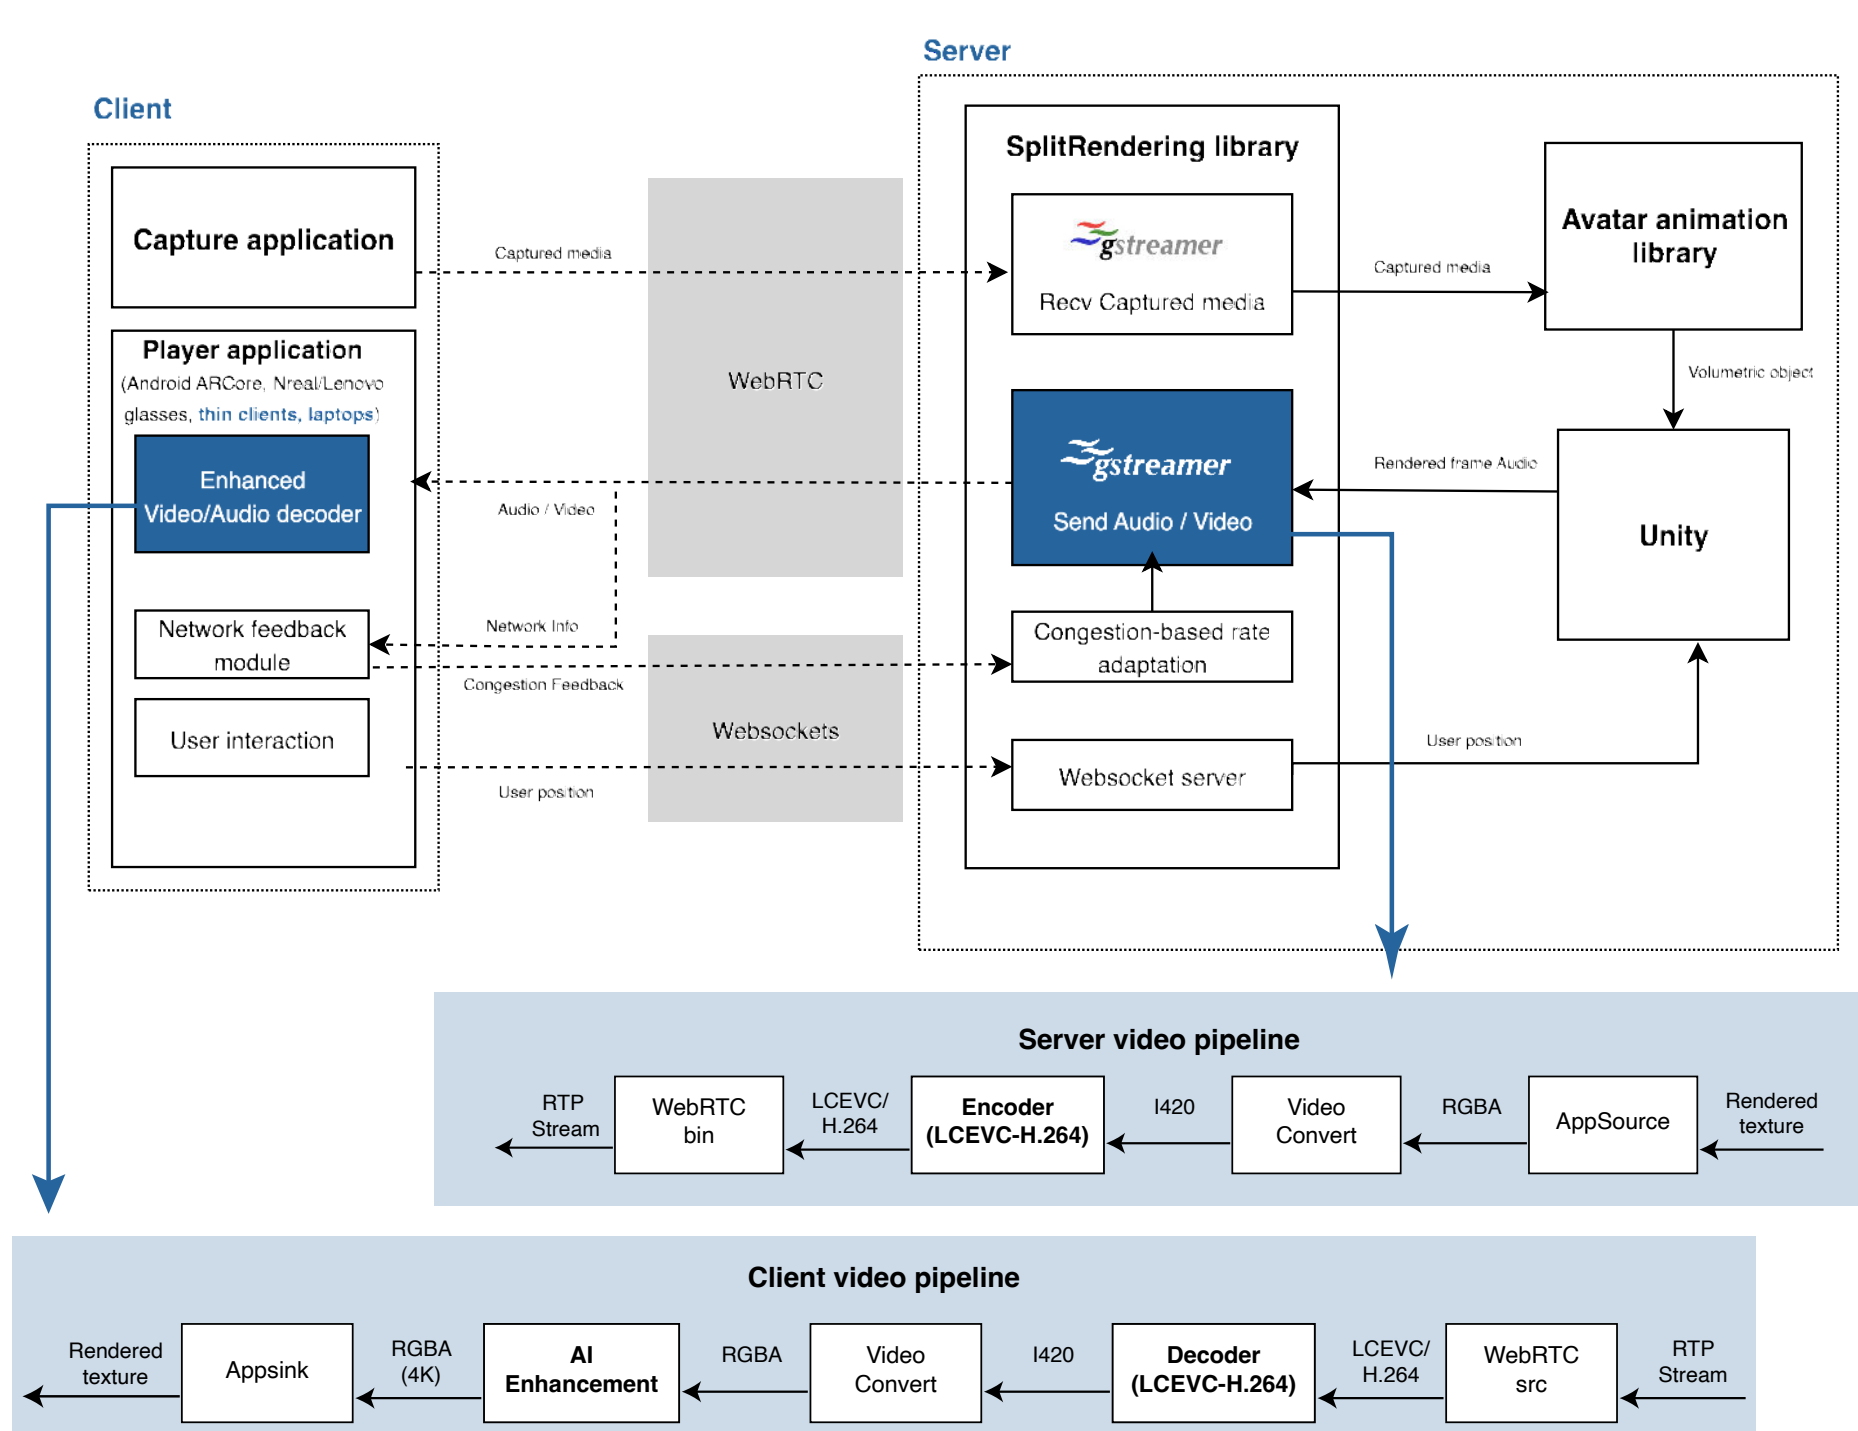 Server
Client
Capture application
Player application
(Android ARCore, Nreal/Lenovo
glasses, thin clients, laptops)
Enhanced
Video/Audio decoder
Network feedback
module
User interaction
Captured media
Audio / Video
Network Info
Congestion Feedback
User position
WebRTC
Websockets
SplitRendering library
gstreamer
Recv Captured media
gstreamer
Send Audio / Video
Congestion-based rate
adaptation
Websocket server
Captured media
Avatar animation
library
Volumetric object
Rendered frame Audio
Unity
User position
Server video pipeline
RTP
Stream
WebRTC
bin
LCEVC/
H.264
Encoder
(LCEVC-H.264)
I420
Video
Convert
RGBA
AppSource
Rendered
texture
Client video pipeline
Rendered
texture
Appsink
RGBA
(4K)
AI
Enhancement
RGBA
Video
Convert
I420
Decoder
(LCEVC-H.264)
LCEVC/
H.264
WebRTC
src
RTP
Stream